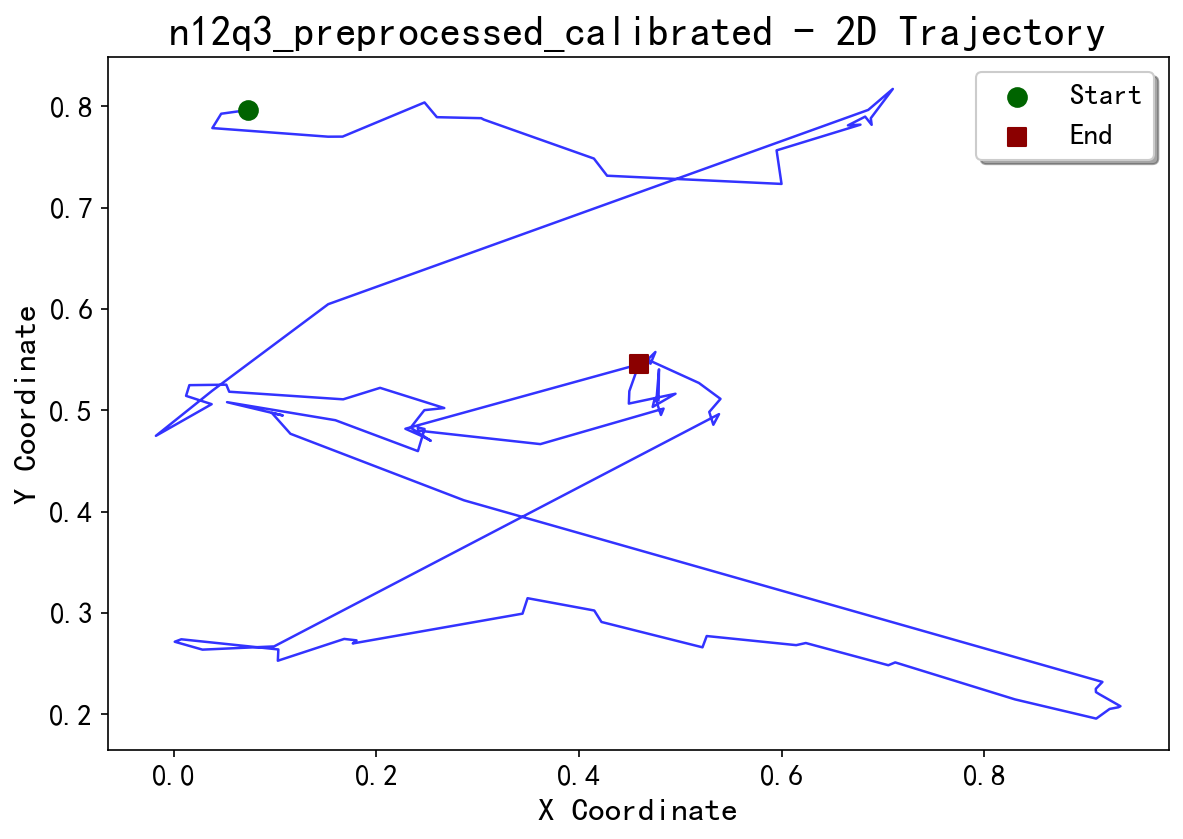 n12q3_preprocessed_calibrated - 2D Trajectory
Start
End
0.8
0.7
0.6
0.5
0.4
0.3
0.2
Y Coordinate
0.0 0.2 0.4 0.6 0.8
X Coordinate